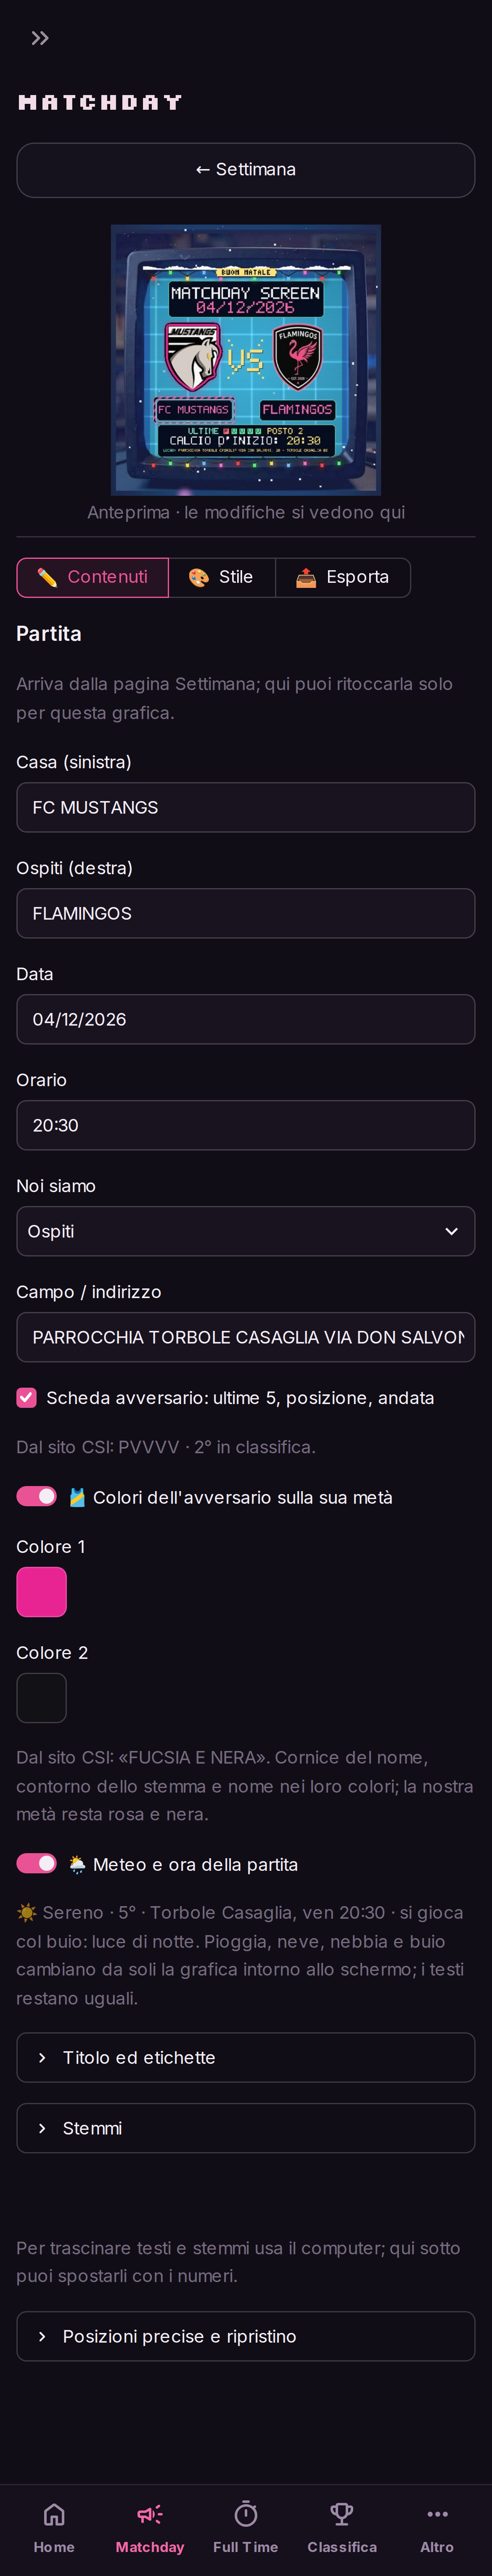 MATCHDAY
← Settimana
BUON NATALE
MATCHDAY SCREEN
04/12/2026
MUSTANGS
FLAMINGOS
VS
FC MUSTANGS
FLAMINGOS
ULTIME P V V V V POSTO 2
CALCIO D'INIZIO: 20:30
Anteprima · le modifiche si vedono qui
✏️ Contenuti
🎨 Stile
📤 Esporta
Partita
Arriva dalla pagina Settimana; qui puoi ritoccarla solo
per questa grafica.
Casa (sinistra)
FC MUSTANGS
Ospiti (destra)
FLAMINGOS
Data
04/12/2026
Orario
20:30
Noi siamo
Ospiti
Campo / indirizzo
PARROCCHIA TORBOLE CASAGLIA VIA DON SALVON
Scheda avversario: ultime 5, posizione, andata
Dal sito CSI: PVVVV · 2° in classifica.
🎽 Colori dell'avversario sulla sua metà
Colore 1
Colore 2
Dal sito CSI: «FUCSIA E NERA». Cornice del nome,
contorno dello stemma e nome nei loro colori; la nostra
metà resta rosa e nera.
🌦️ Meteo e ora della partita
☀️ Sereno · 5° · Torbole Casaglia, ven 20:30 · si gioca
col buio: luce di notte. Pioggia, neve, nebbia e buio
cambiano da soli la grafica intorno allo schermo; i testi
restano uguali.
Titolo ed etichette
Stemmi
Per trascinare testi e stemmi usa il computer; qui sotto
puoi spostarli con i numeri.
Posizioni precise e ripristino
Home
Matchday
Full Time
Classifica
Altro